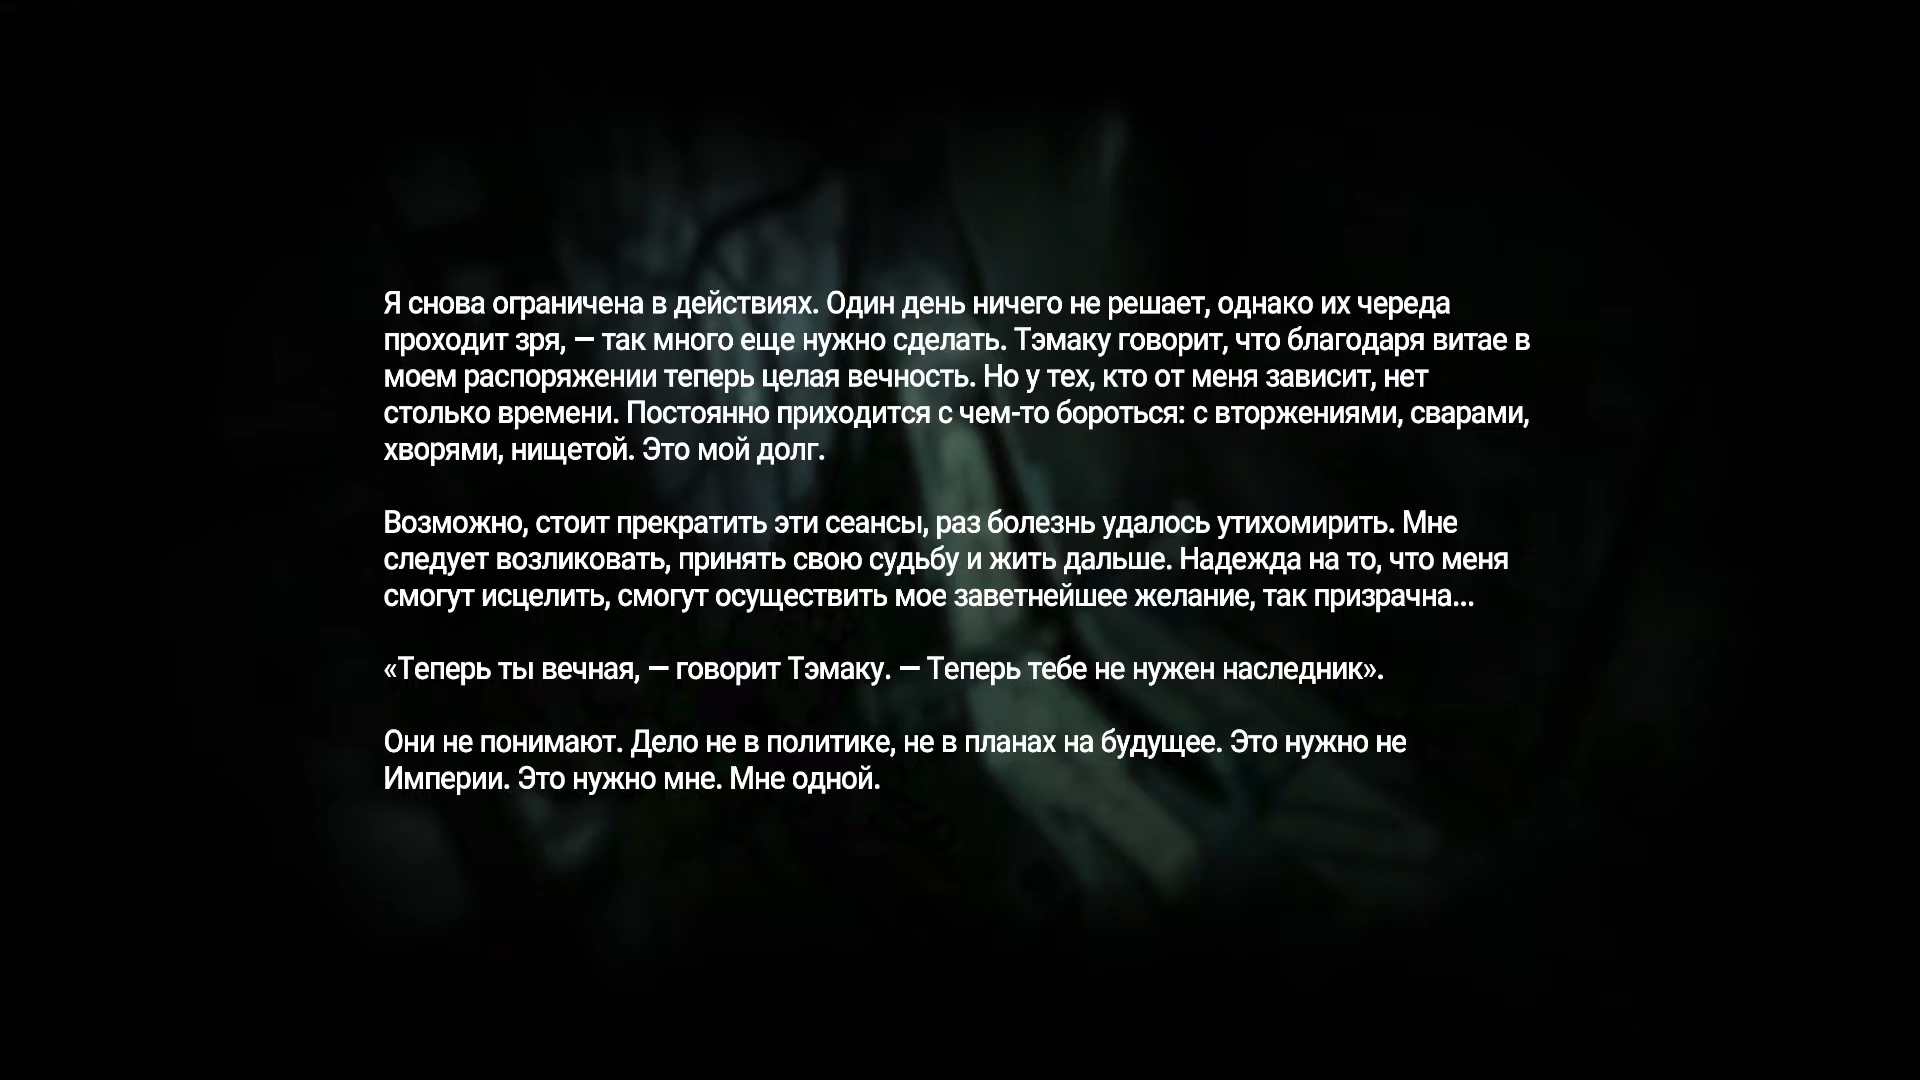 Я снова ограничена в действиях. Один день ничего не решает, однако их череда
проходит зря, — так много еще нужно сделать. Тэмаку говорит, что благодаря витае в
моем распоряжении теперь целая вечность. Но у тех, кто от меня зависит, нет
столько времени. Постоянно приходится с чем-то бороться: с вторжениями, сварами,
хворями, нищетой. Это мой долг.
Возможно, стоит прекратить эти сеансы, раз болезнь удалось утихомирить. Мне
следует возликовать, принять свою судьбу и жить дальше. Надежда на то, что меня
смогут исцелить, смогут осуществить мое заветнейшее желание, так призрачна...
«Теперь ты вечная, — говорит Тэмаку. — Теперь тебе не нужен наследник».
Они не понимают. Дело не в политике, не в планах на будущее. Это нужно не
Империи. Это нужно мне. Мне одной.